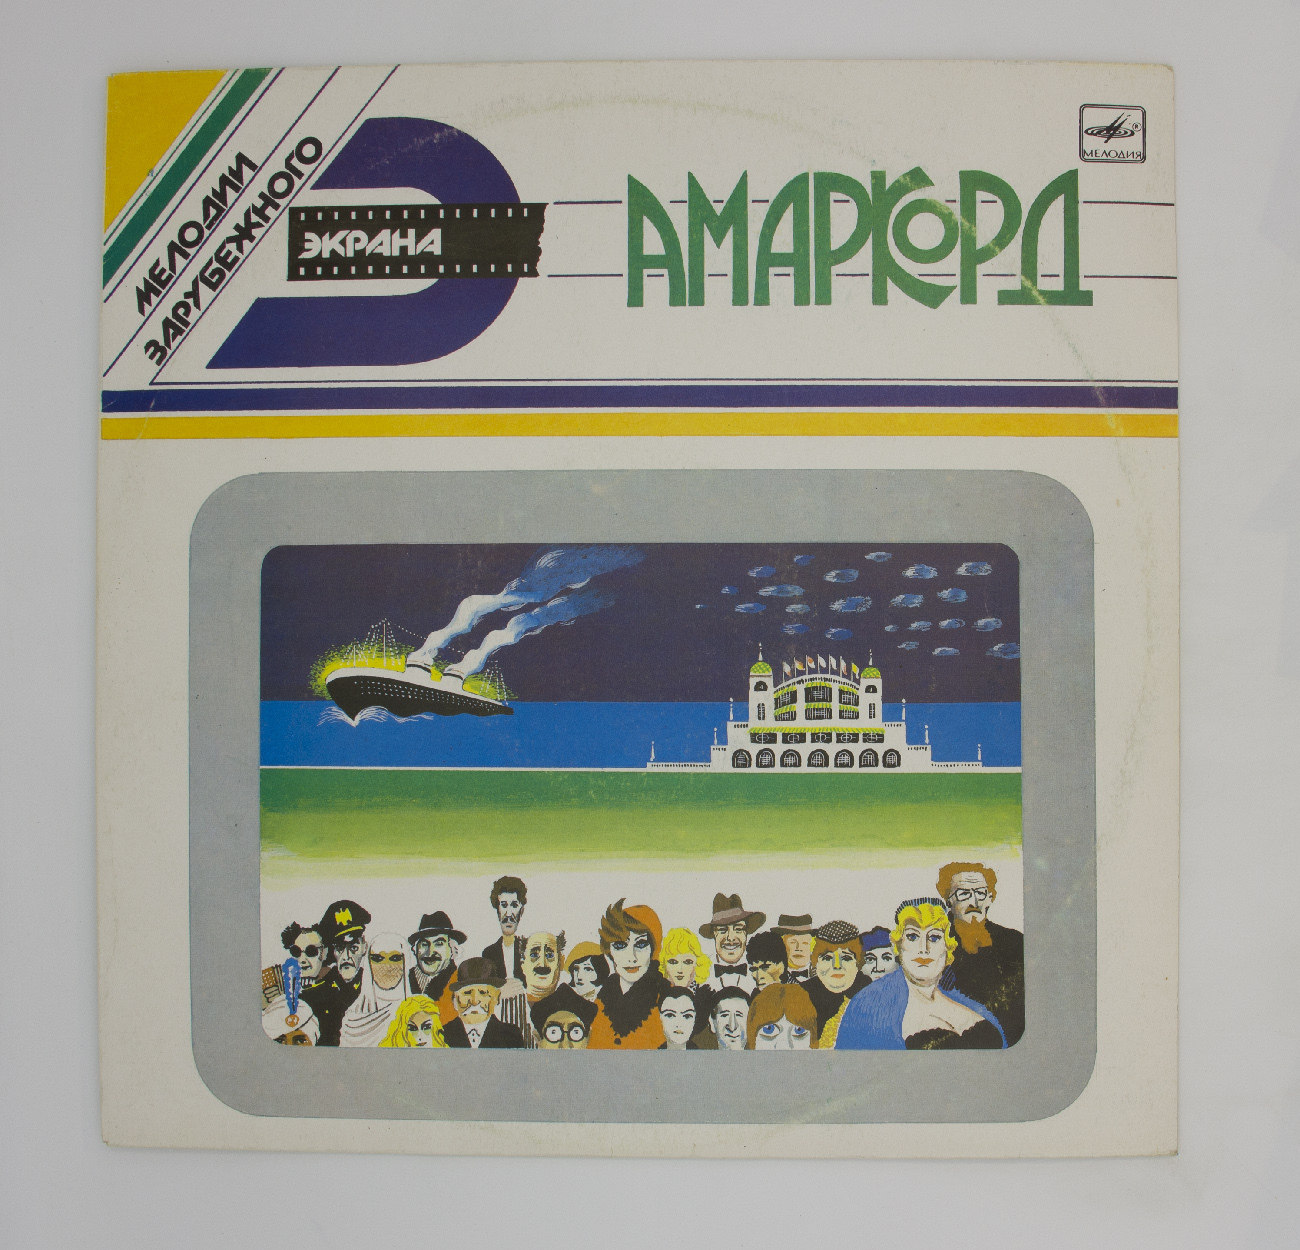 МЕЛОДИИ
ЗАРУБЕЖНОГО
ЭКРАНА
АМАРКОРД
МЕЛОДИЯ